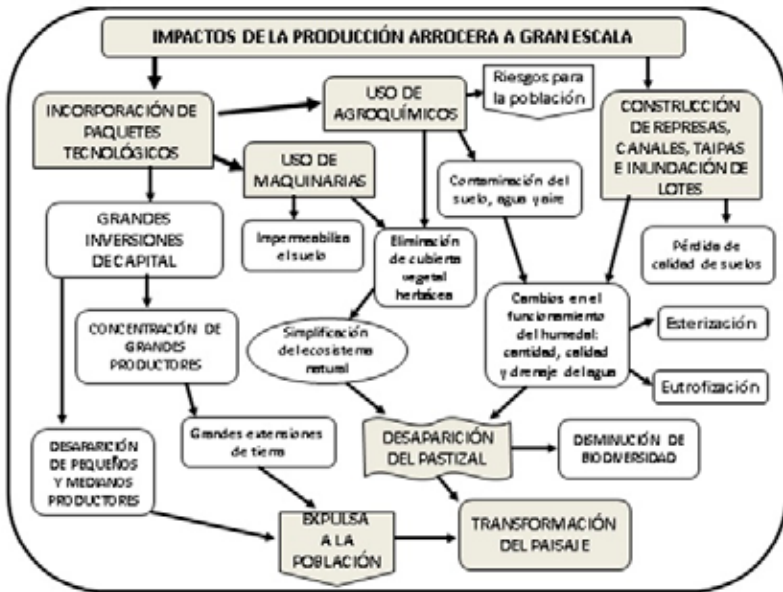 IMPACTOS DE LA PRODUCCIÓN ARROCERA A GRAN ESCALA
INCORPORACIÓN DE
PAQUETES
TECNOLÓGICOS
USO DE
AGROQUÍMICOS
Riesgos para
la población
CONSTRUCCIÓN
DE REPRESAS,
CANALES, TAIPAS
E INUNDACIÓN DE
LOTES
USO DE
MAQUINARIAS
Contaminación del
suelo, agua y aire
GRANDES
INVERSIONES
DE CAPITAL
Impermeabiliza
el suelo
Eliminación
de cubierta
vegetal
herbácea
Pérdida de
calidad de suelos
CONCENTRACIÓN DE
GRANDES
PRODUCTORES
Simplificación
del ecosistema
natural
Cambios en el
funcionamiento
del humedal:
cantidad, calidad
y drenaje del agua
Esterización
Eutrofización
DESAPARICIÓN
DE PEQUEÑOS
Y MEDIANOS
PRODUCTORES
Grandes extensiones
de tierra
DESAPARICIÓN
DEL PASTIZAL
DISMINUCIÓN DE
BIODIVERSIDAD
EXPULSA
A LA
POBLACIÓN
TRANSFORMACIÓN
DEL PAISAJE